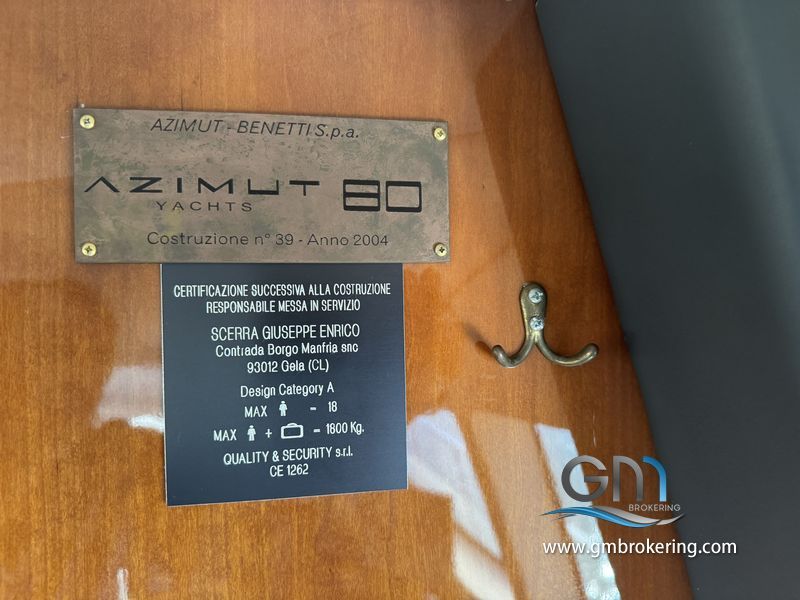 AZIMUT - BENETTI S.p.a.
AZIMUT 80
YACHTS
Costruzione n° 39 - Anno 2004
CERTIFICAZIONE SUCCESSIVA ALLA COSTRUZIONE
RESPONSABILE MESSA IN SERVIZIO
SCERRA GIUSEPPE ENRICO
Contrada Borgo Manfria snc
93012 Gela (CL)
Design Category A
MAX = 18
MAX + = 1800 Kg.
QUALITY & SECURITY s.r.l.
CE 1262
GM
BROKERING
www.gmbrokering.com